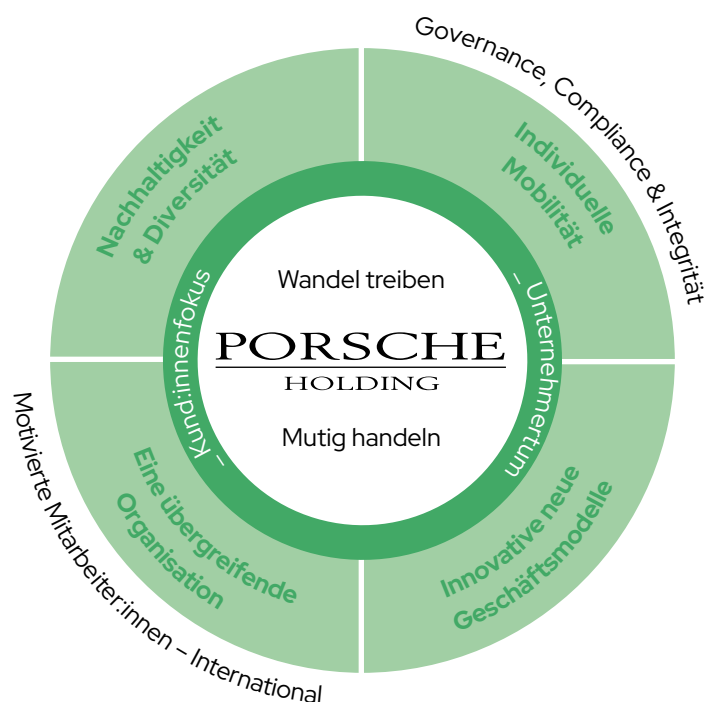 Governance, Compliance & Integrität
Nachhaltigkeit
& Diversität
Individuelle
Mobilität
– Kund:innenfokus
– Unternehmertum
Wandel treiben
PORSCHE
HOLDING
Mutig handeln
Eine übergreifende
Organisation
Innovative neue
Geschäftsmodelle
Motivierte Mitarbeiter:innen – International